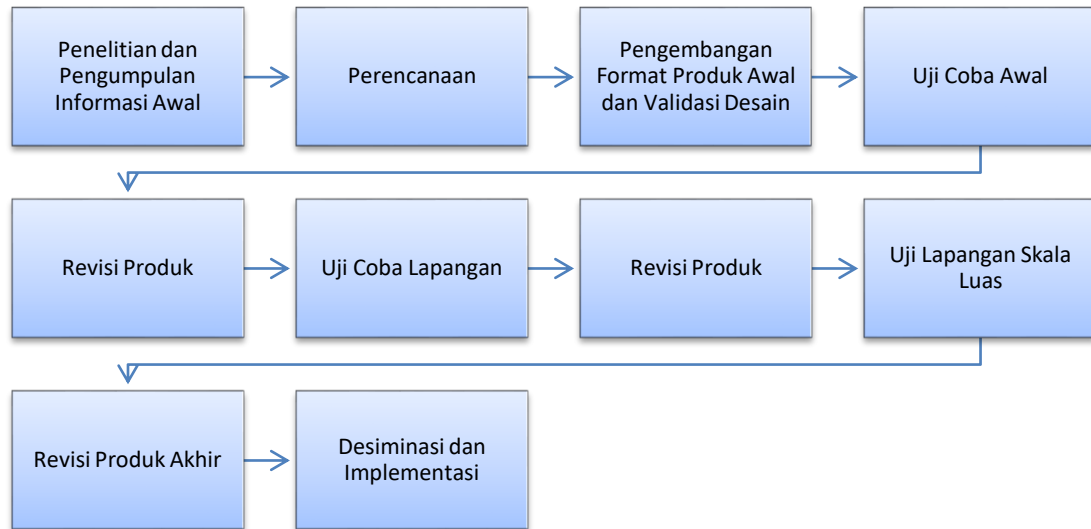 Penelitian dan
Pengumpulan
Informasi Awal
Perencanaan
Pengembangan
Format Produk Awal
dan Validasi Desain
Uji Coba Awal
Revisi Produk
Uji Coba Lapangan
Revisi Produk
Uji Lapangan Skala
Luas
Revisi Produk Akhir
Desiminasi dan
Implementasi